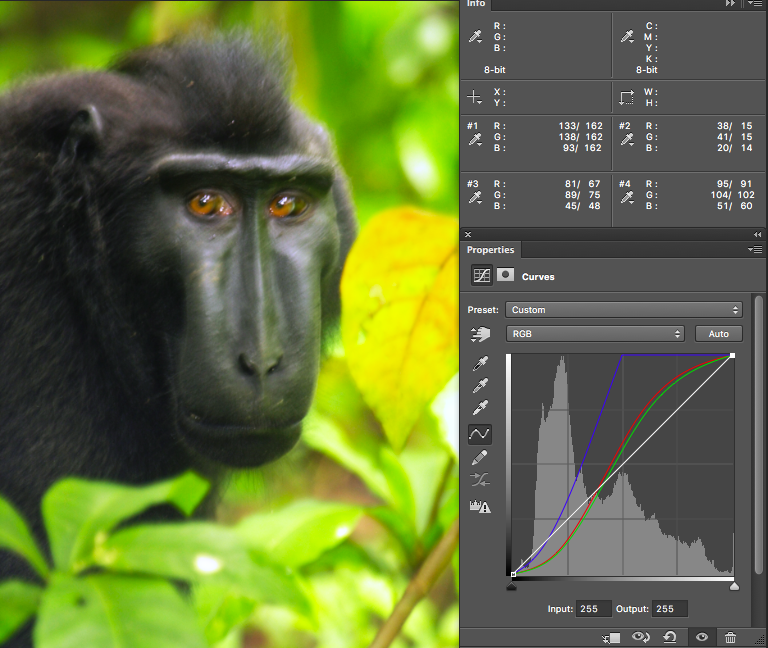 Info
R :
G :
B :
8-bit
C :
M :
Y :
K :
8-bit
X :
Y :
W :
H :
#1 R : 133/ 162
G : 138/ 162
B : 93/ 162
#2 R : 38/ 15
G : 41/ 15
B : 20/ 14
#3 R : 81/ 67
G : 89/ 75
B : 45/ 48
#4 R : 95/ 91
G : 104/ 102
B : 51/ 60
Properties
Curves
Preset: Custom
RGB Auto
Input: 255 Output: 255